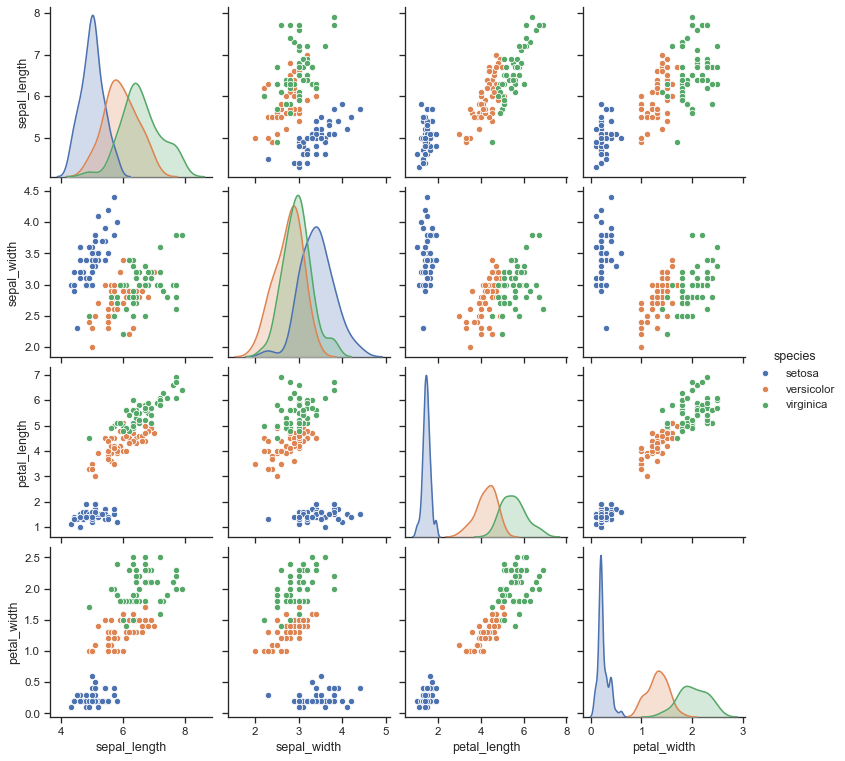 8
7
6
5
sepal_length
4.5
4.0
3.5
3.0
2.5
2.0
sepal_width
species
setosa
versicolor
virginica
7
6
5
4
3
2
1
petal_length
2.5
2.0
1.5
1.0
0.5
0.0
petal_width
4 6 8
sepal_length
2 3 4 5
sepal_width
2 4 6 8
petal_length
0 1 2 3
petal_width